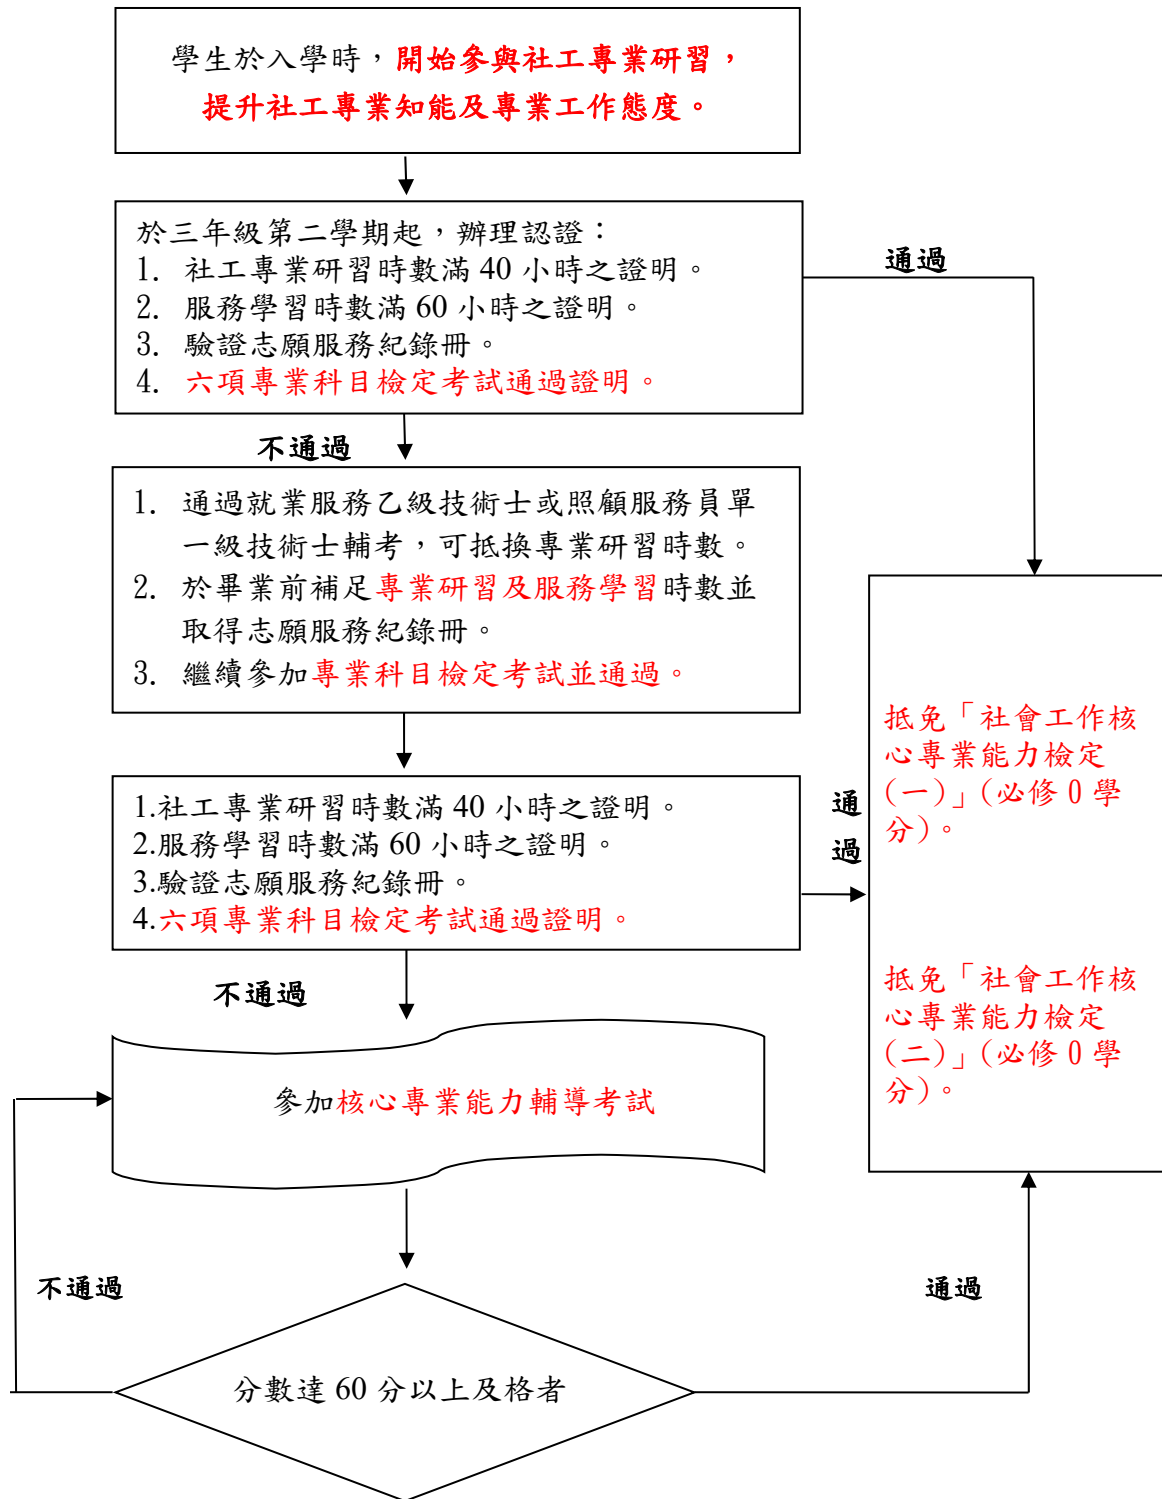 學生於入學時，開始參與社工專業研習，
提升社工專業知能及專業工作態度。
於三年級第二學期起，辦理認證：
1. 社工專業研習時數滿 40 小時之證明。
2. 服務學習時數滿 60 小時之證明。
3. 驗證志願服務紀錄冊。
4. 六項專業科目檢定考試通過證明。
通過
不通過
1. 通過就業服務乙級技術士或照顧服務員單
一級技術士輔考，可抵換專業研習時數。
2. 於畢業前補足專業研習及服務學習時數並
取得志願服務紀錄冊。
3. 繼續參加專業科目檢定考試並通過。
1.社工專業研習時數滿 40 小時之證明。
2.服務學習時數滿 60 小時之證明。
3.驗證志願服務紀錄冊。
4.六項專業科目檢定考試通過證明。
通
過
抵免「社會工作核
心專業能力檢定
(一)」(必修 0 學
分)。
抵免「社會工作核
心專業能力檢定
(二)」(必修 0 學
分)。
不通過
參加核心專業能力輔導考試
不通過
通過
分數達 60 分以上及格者